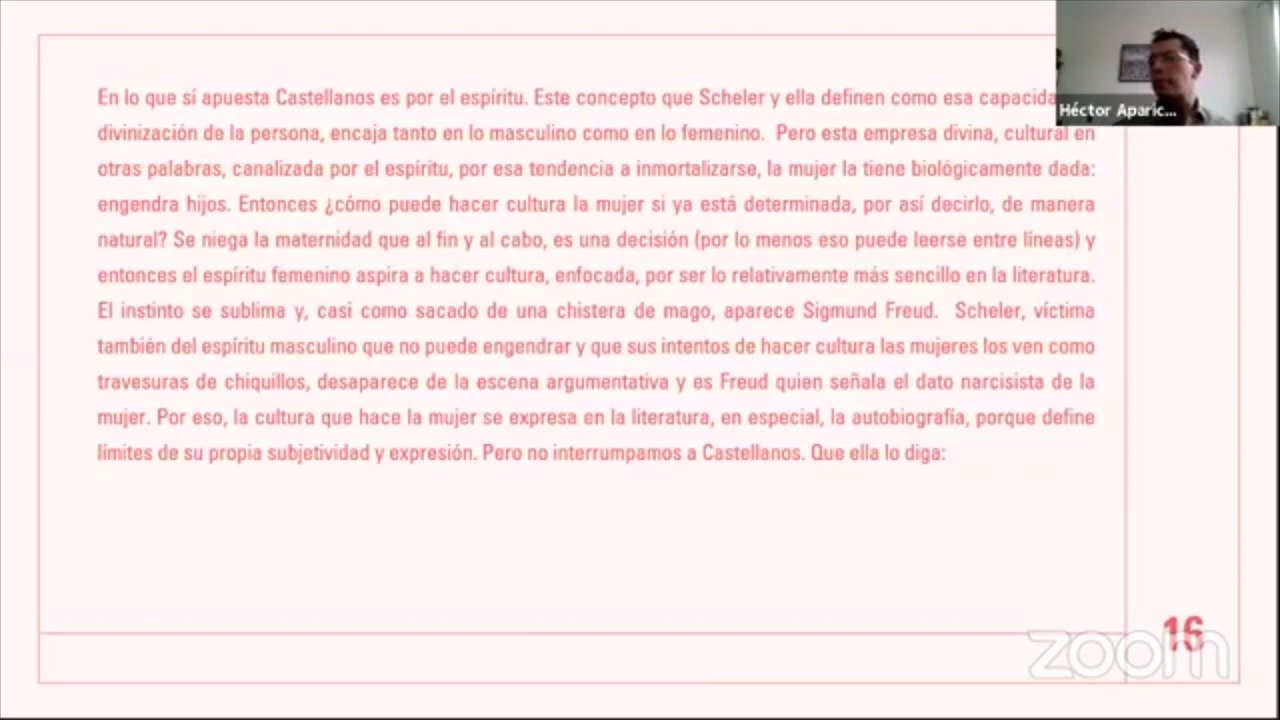 En lo que sí apuesta Castellanos es por el espíritu. Este concepto que Scheler y ella definen como esa
divinización de la persona, encaja tanto en lo masculino como en lo femenino. Pero esta empresa divina, cultural en
otras palabras, canalizada por el espíritu, por esa tendencia a inmortalizarse, la mujer la tiene biológicamente dada:
engendra hijos. Entonces ¿cómo puede hacer cultura la mujer si ya está determinada, por así decirlo, de manera
natural? Se niega la maternidad que al fin y al cabo, es una decisión (por lo menos eso puede leerse entre líneas) y
entonces el espíritu femenino aspira a hacer cultura, enfocada, por ser lo relativamente más sencillo en la literatura.
El instinto se sublima y, casi como sacado de una chistera de mago, aparece Sigmund Freud. Scheler, víctima
también del espíritu masculino que no puede engendrar y que sus intentos de hacer cultura las mujeres los ven como
travesuras de chiquillos, desaparece de la escena argumentativa y es Freud quien señala el dato narcisista de la
mujer. Por eso, la cultura que hace la mujer se expresa en la literatura, en especial, la autobiografía, porque define
límites de su propia subjetividad y expresión. Pero no interrumpamos a Castellanos. Que ella lo diga:
Héctor Aparic...
16
zoom